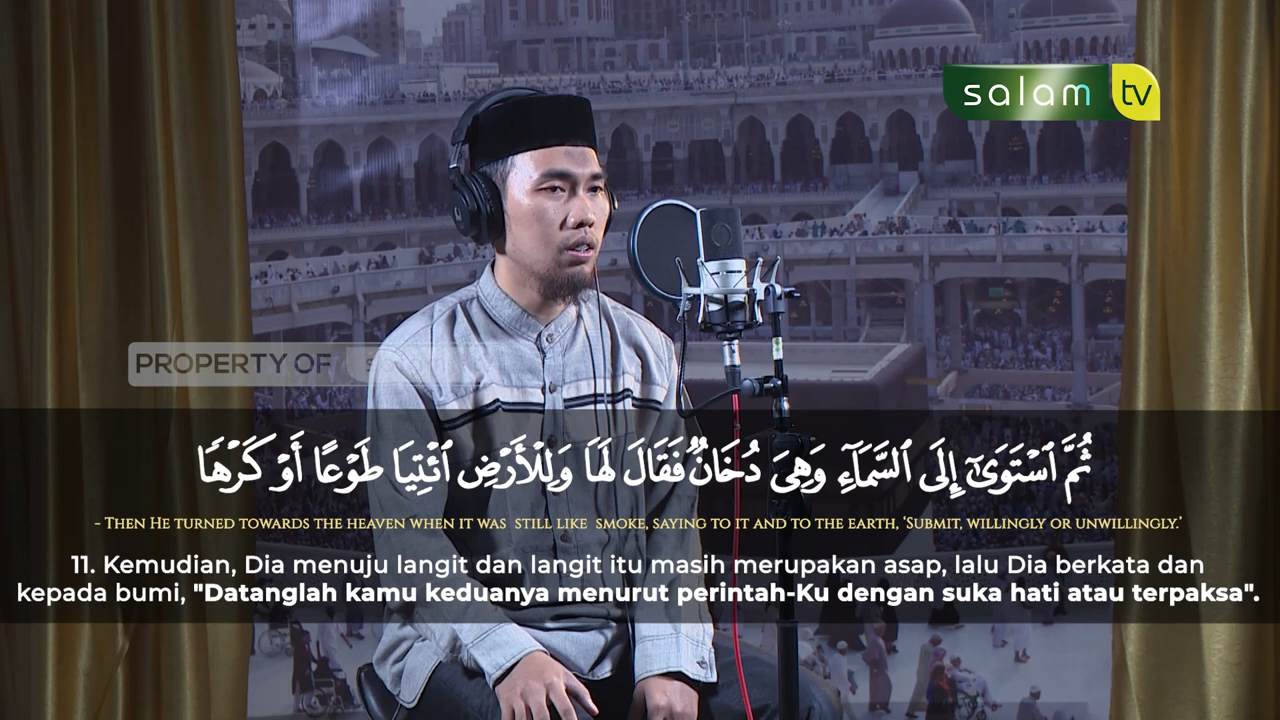 salam tv
PROPERTY OF
ثُمَّ ٱسْتَوَىٰٓ إِلَى ٱلسَّمَآءِ وَهِىَ دُخَانٌ فَقَالَ لَهَا وَلِلْأَرْضِ ٱئْتِيَا طَوْعًا أَوْ كَرْهًا
- Then He turned towards the heaven when it was still like smoke, saying to it and to the earth, ‘Submit, willingly or unwillingly.’
11. Kemudian, Dia menuju langit dan langit itu masih merupakan asap, lalu Dia berkata dan
kepada bumi, "Datanglah kamu keduanya menurut perintah-Ku dengan suka hati atau terpaksa".